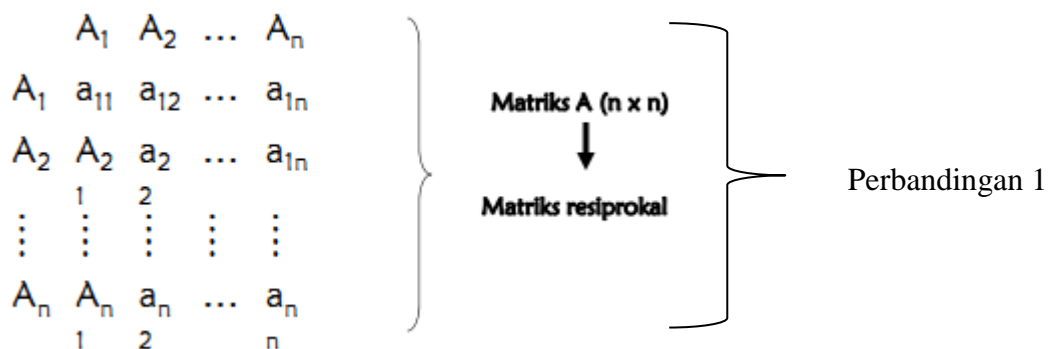 A₁ A₂ ... Aₙ
A₁ a₁₁ a₁₂ ... a₁ₙ
A₂ A₂ a₂ ... a₁ₙ
1 2
⋮ ⋮ ⋮ ⋮ ⋮
Aₙ Aₙ aₙ ... aₙ
1 2 n
Matriks A (n x n)
Matriks resiprokal
Perbandingan 1